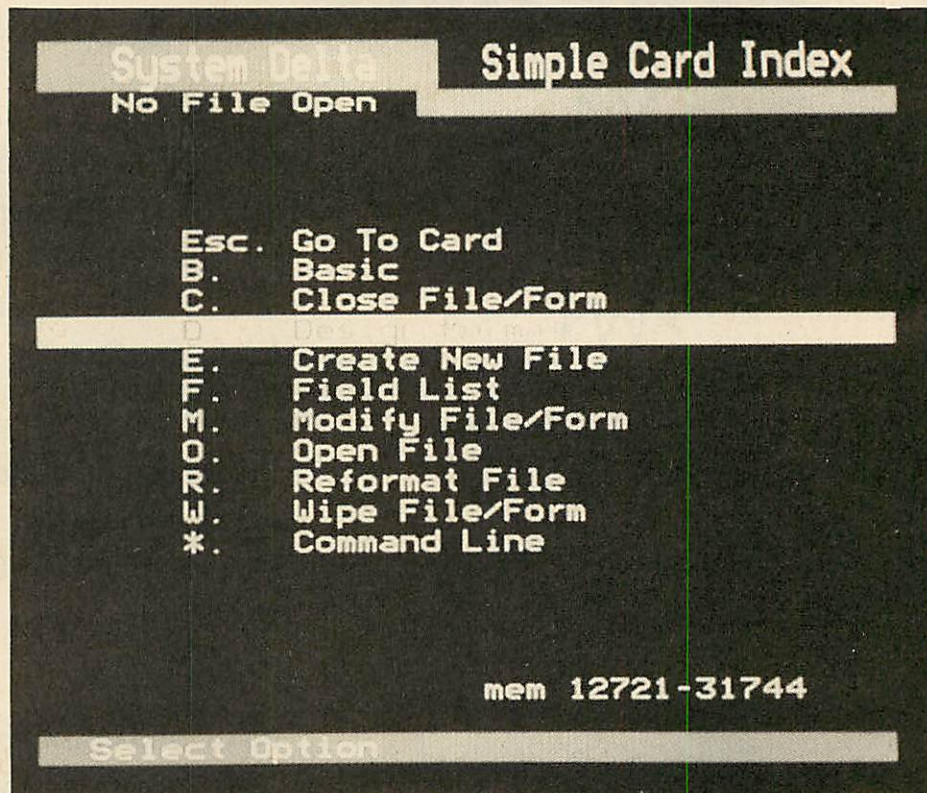 System Delta Simple Card Index
No File Open
Esc. Go To Card
B. Basic
C. Close File/Form
D. Design
E. Create New File
F. Field List
M. Modify File/Form
O. Open File
R. Reformat File
W. Wipe File/Form
*. Command Line
mem 12721-31744
Select Option